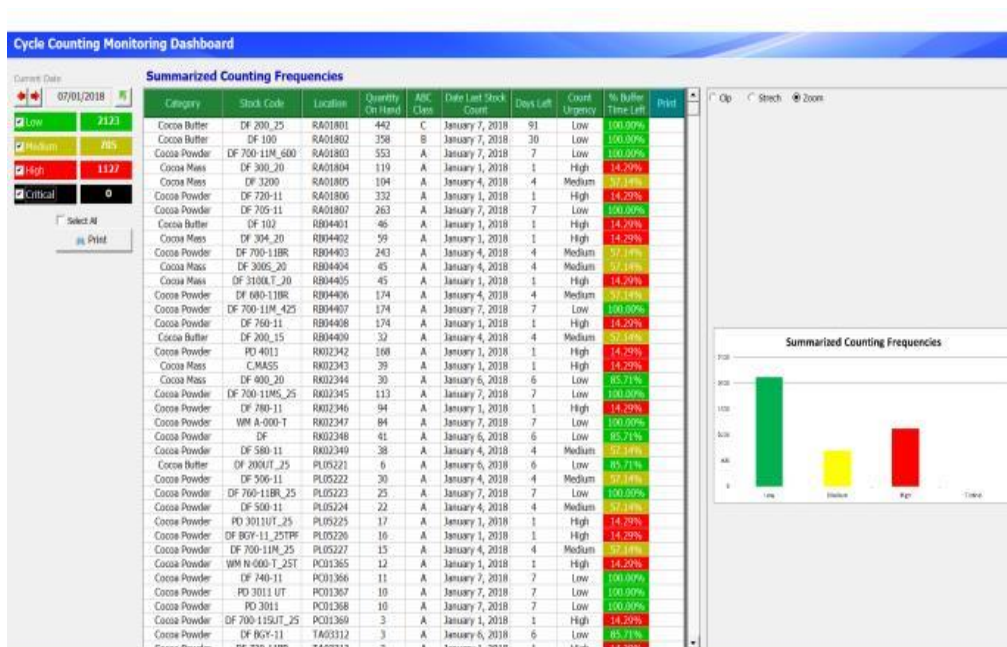 Cycle Counting Monitoring Dashboard
Current Date
07/01/2018
Low 2123
Medium 705
High 1127
Critical 0
Select All
Print
Summarized Counting Frequencies
Category Stock Code Location Quantity On Hand ABC Class Date Last Stock Count Days Left Count Urgency % Buffer Time Left Print
Cocoa Butter DF 200_25 RA01801 442 C January 7, 2018 91 Low 100.00%
Cocoa Butter DF 100 RA01802 358 B January 7, 2018 30 Low 100.00%
Cocoa Powder DF 700-11M_600 RA01803 553 A January 7, 2018 7 Low 100.00%
Cocoa Mass DF 300_20 RA01804 119 A January 1, 2018 1 High 14.29%
Cocoa Mass DF 3200 RA01805 104 A January 4, 2018 4 Medium 57.14%
Cocoa Powder DF 720-11 RA01806 332 A January 1, 2018 1 High 14.29%
Cocoa Powder DF 705-11 RA01807 263 A January 7, 2018 7 Low 100.00%
Cocoa Butter DF 102 RB04401 46 A January 1, 2018 1 High 14.29%
Cocoa Mass DF 304_20 RB04402 59 A January 1, 2018 1 High 14.29%
Cocoa Powder DF 700-11BR RB04403 243 A January 4, 2018 4 Medium 57.14%
Cocoa Mass DF 300S_20 RB04404 45 A January 4, 2018 4 Medium 57.14%
Cocoa Mass DF 3100LT_20 RB04405 45 A January 1, 2018 1 High 14.29%
Cocoa Powder DF 680-11BR RB04406 174 A January 4, 2018 4 Medium 57.14%
Cocoa Powder DF 700-11M_425 RB04407 174 A January 7, 2018 7 Low 100.00%
Cocoa Powder DF 760-11 RB04408 174 A January 1, 2018 1 High 14.29%
Cocoa Butter DF 200_15 RB04409 32 A January 4, 2018 4 Medium 57.14%
Cocoa Powder PD 4011 RK02342 168 A January 1, 2018 1 High 14.29%
Cocoa Mass C.MASS RK02343 39 A January 1, 2018 1 High 14.29%
Cocoa Mass DF 400_20 RK02344 30 A January 6, 2018 6 Low 85.71%
Cocoa Powder DF 700-11MS_25 RK02345 113 A January 7, 2018 7 Low 100.00%
Cocoa Powder DF 780-11 RK02346 94 A January 1, 2018 1 High 14.29%
Cocoa Powder WM A-000-T RK02347 84 A January 7, 2018 7 Low 100.00%
Cocoa Powder DF RK02348 41 A January 6, 2018 6 Low 85.71%
Cocoa Powder DF 580-11 RK02349 38 A January 4, 2018 4 Medium 57.14%
Cocoa Butter DF 200UT_25 PL05221 6 A January 6, 2018 6 Low 85.71%
Cocoa Powder DF 506-11 PL05222 30 A January 4, 2018 4 Medium 57.14%
Cocoa Powder DF 760-11BR_25 PL05223 25 A January 7, 2018 7 Low 100.00%
Cocoa Powder DF 500-11 PL05224 22 A January 4, 2018 4 Medium 57.14%
Cocoa Powder PD 3011UT_25 PL05225 17 A January 1, 2018 1 High 14.29%
Cocoa Powder DF BGY-11_25TPF PL05226 16 A January 1, 2018 1 High 14.29%
Cocoa Powder DF 700-11M_25 PL05227 15 A January 4, 2018 4 Medium 57.14%
Cocoa Powder WM N-000-T_25T PC01365 12 A January 1, 2018 1 High 14.29%
Cocoa Powder DF 740-11 PC01366 11 A January 7, 2018 7 Low 100.00%
Cocoa Powder PD 3011 UT PC01367 10 A January 7, 2018 7 Low 100.00%
Cocoa Powder PD 3011 PC01368 10 A January 7, 2018 7 Low 100.00%
Cocoa Powder DF 700-11SUT_25 PC01369 3 A January 1, 2018 1 High 14.29%
Cocoa Powder DF BGY-11 TA03312 3 A January 6, 2018 6 Low 85.71%
Clip Strech Zoom
Summarized Counting Frequencies
Low Medium High Critical